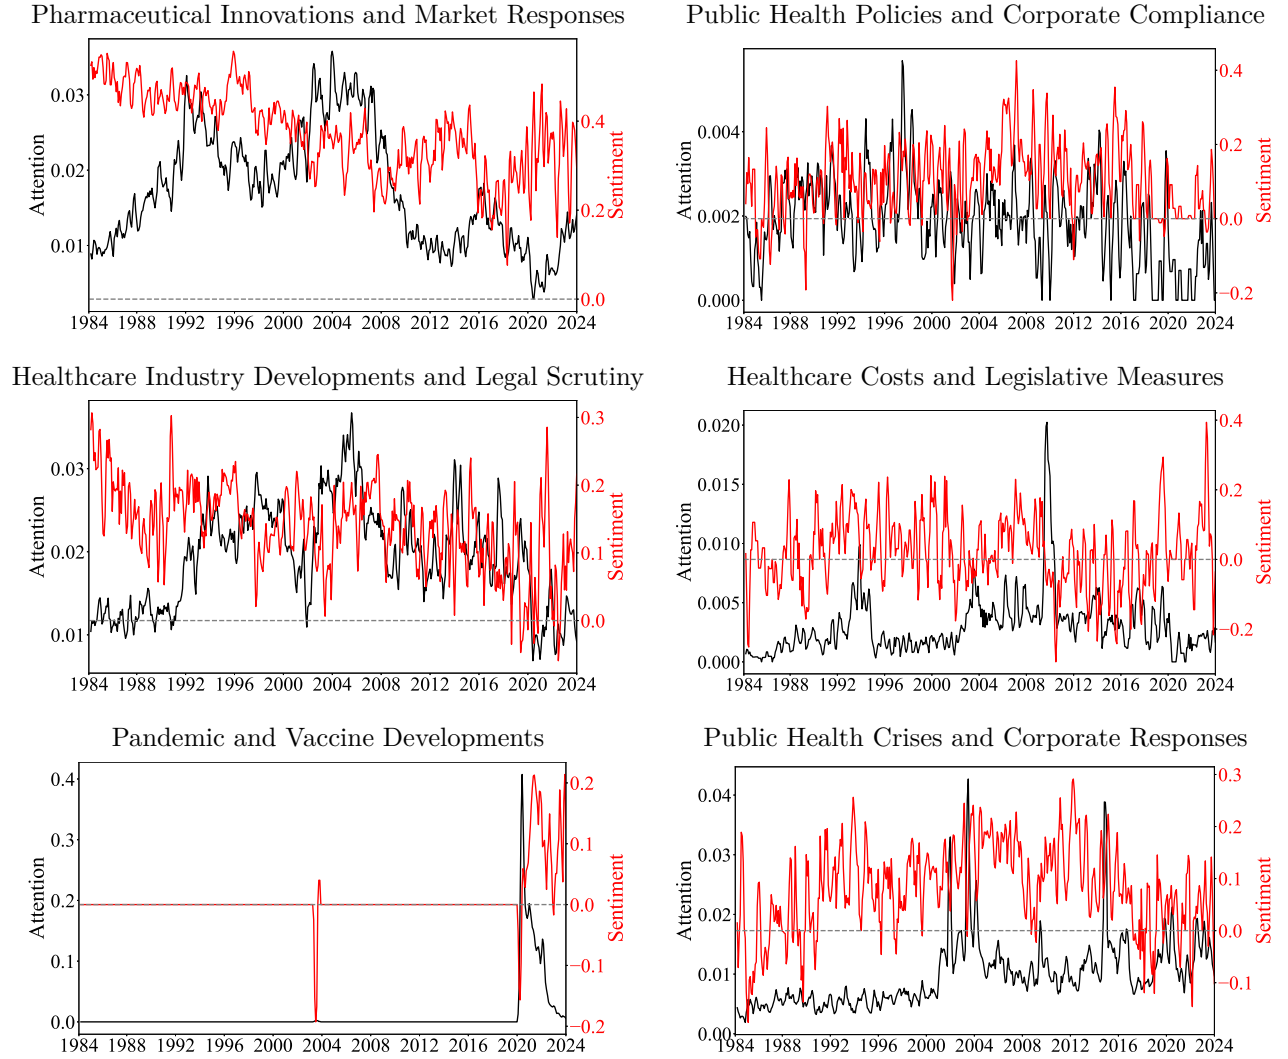 Pharmaceutical Innovations and Market Responses
Attention
0.03
0.02
0.01
0.4
0.2
0.0
Sentiment
1984 1988 1992 1996 2000 2004 2008 2012 2016 2020 2024
Public Health Policies and Corporate Compliance
Attention
0.004
0.002
0.000
0.4
0.2
0.0
−0.2
Sentiment
1984 1988 1992 1996 2000 2004 2008 2012 2016 2020 2024
Healthcare Industry Developments and Legal Scrutiny
Attention
0.03
0.02
0.01
0.3
0.2
0.1
0.0
Sentiment
1984 1988 1992 1996 2000 2004 2008 2012 2016 2020 2024
Healthcare Costs and Legislative Measures
Attention
0.020
0.015
0.010
0.005
0.000
0.4
0.2
0.0
−0.2
Sentiment
1984 1988 1992 1996 2000 2004 2008 2012 2016 2020 2024
Pandemic and Vaccine Developments
Attention
0.4
0.3
0.2
0.1
0.0
0.2
0.1
0.0
−0.1
−0.2
Sentiment
1984 1988 1992 1996 2000 2004 2008 2012 2016 2020 2024
Public Health Crises and Corporate Responses
Attention
0.04
0.03
0.02
0.01
0.00
0.3
0.2
0.1
0.0
−0.1
Sentiment
1984 1988 1992 1996 2000 2004 2008 2012 2016 2020 2024